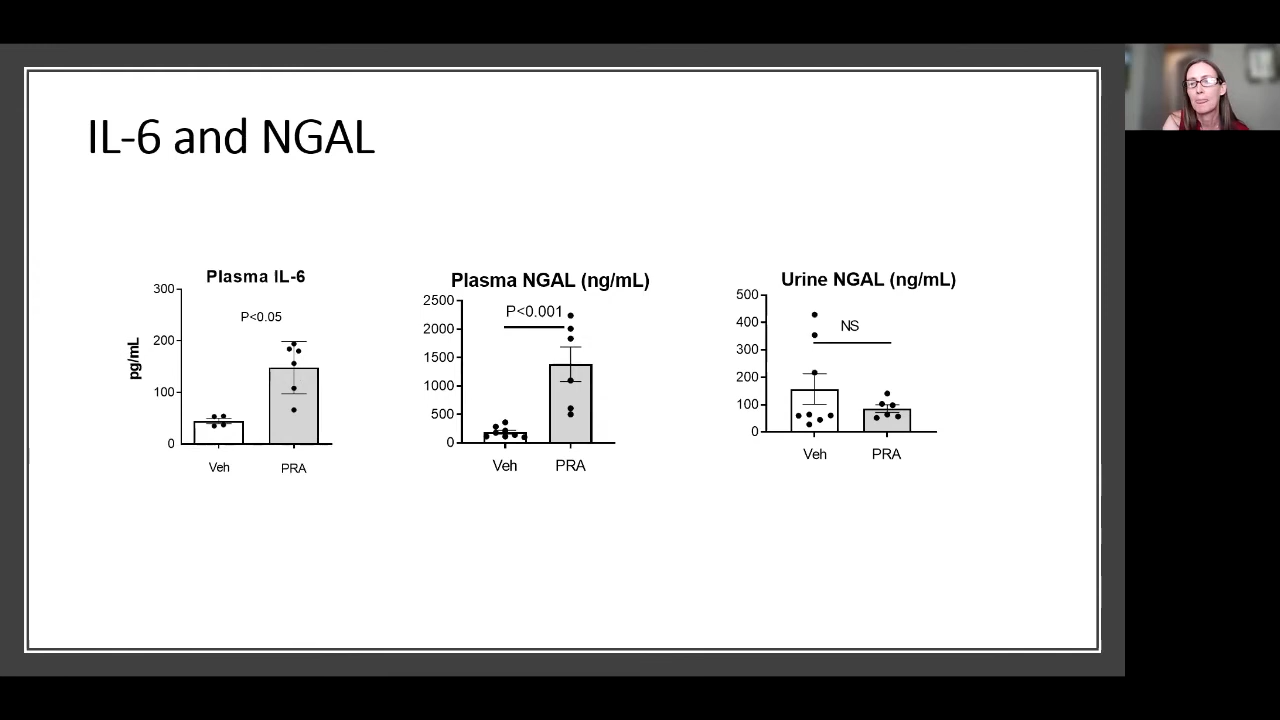 IL-6 and NGAL
Plasma IL-6
pg/mL
300
200
100
0
P<0.05
Veh
PRA
Plasma NGAL (ng/mL)
2500
2000
1500
1000
500
0
P<0.001
Veh
PRA
Urine NGAL (ng/mL)
500
400
300
200
100
0
NS
Veh
PRA